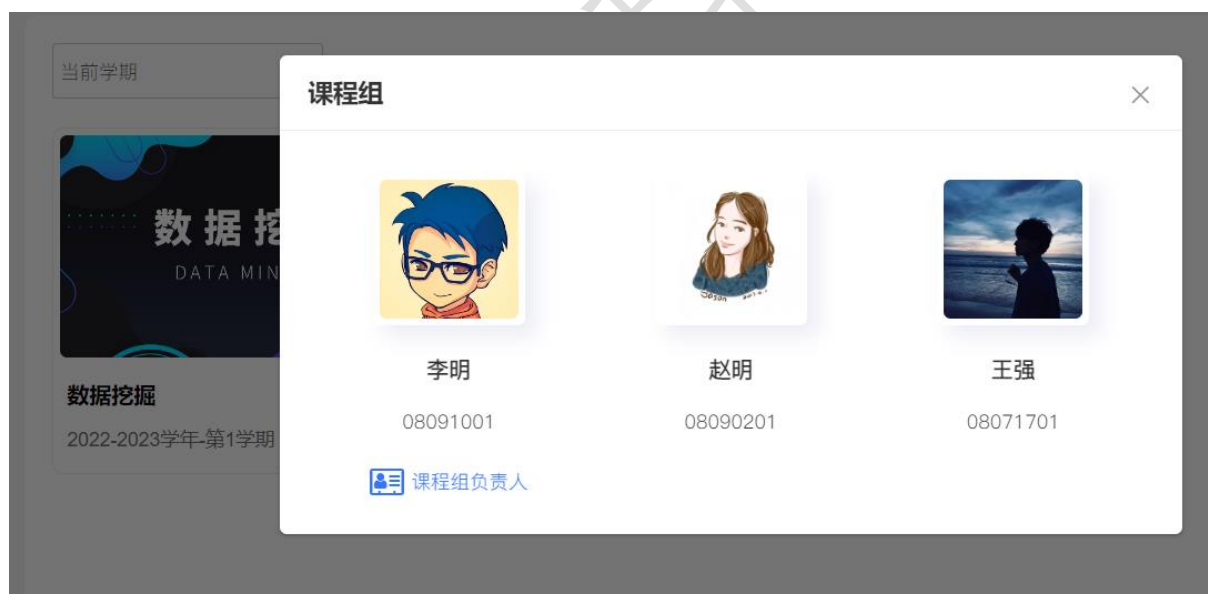 当前学期
课程组
数据挖
DATA MIN
数据挖掘
2022-2023学年-第1学期
李明
赵明
王强
08091001
08090201
08071701
课程组负责人